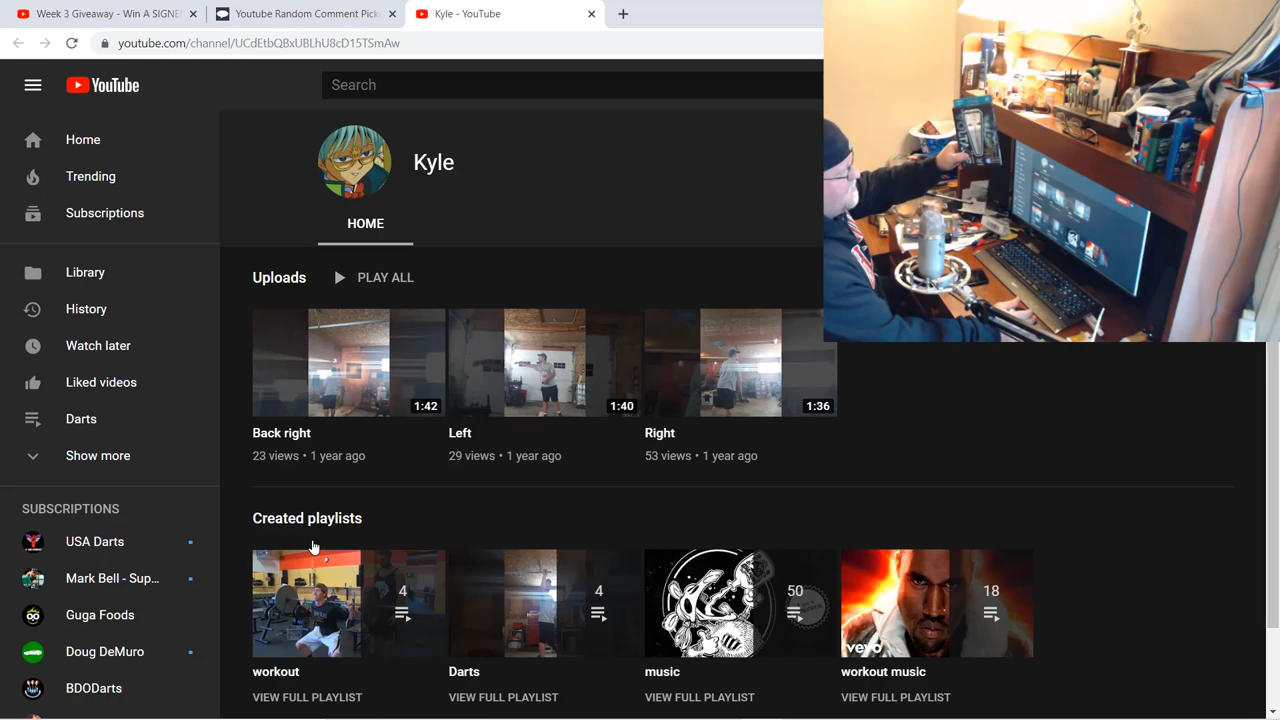 Week 3 Giveaway - Win A SIGNE
Youtube Random Comment Pick
Kyle - YouTube
youtube.com/channel/UCdEtbQBxUBLhU8cD15TSmAw
YouTube
Search
Home
Trending
Subscriptions
Library
History
Watch later
Liked videos
Darts
Show more
SUBSCRIPTIONS
USA Darts
Mark Bell - Sup...
Guga Foods
Doug DeMuro
BDODarts
Kyle
HOME
Uploads PLAY ALL
1:42 1:40 1:36
Back right Left Right
23 views • 1 year ago 29 views • 1 year ago 53 views • 1 year ago
Created playlists
4 4 50 18
vevo
workout Darts music workout music
VIEW FULL PLAYLIST VIEW FULL PLAYLIST VIEW FULL PLAYLIST VIEW FULL PLAYLIST